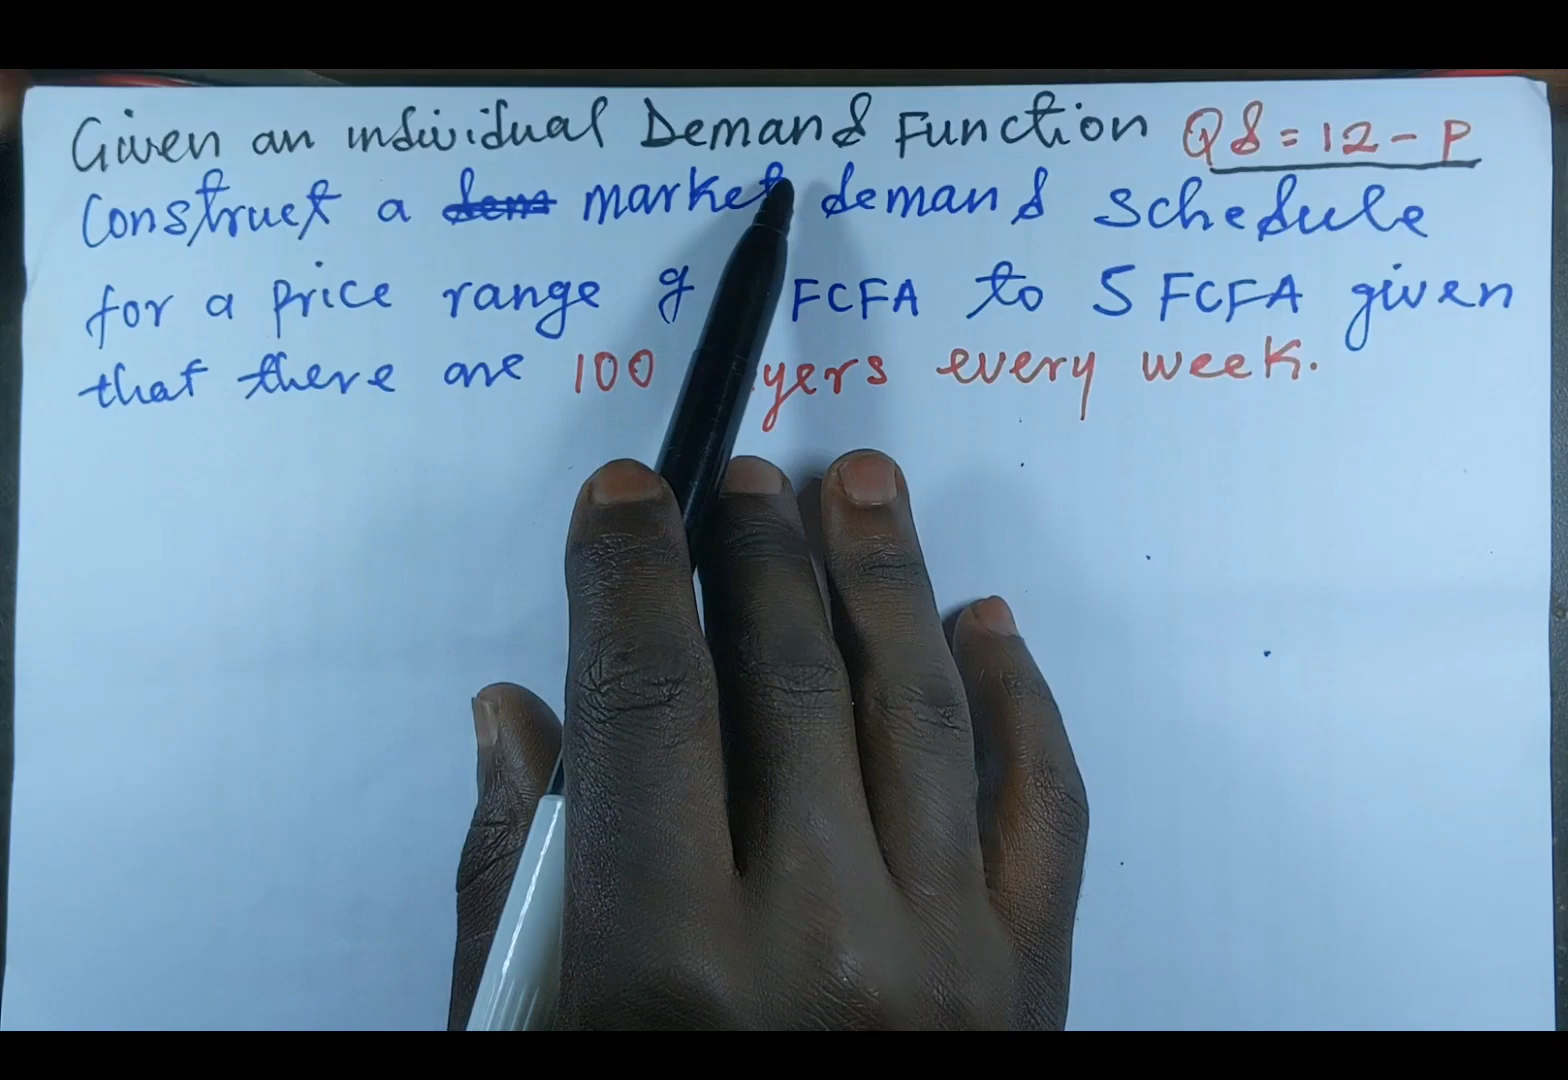 Given an individual Demand Function Qd = 12 - P
Construct a market demand schedule
for a price range of FCFA to 5 FCFA given
that there are 100 yers every week.